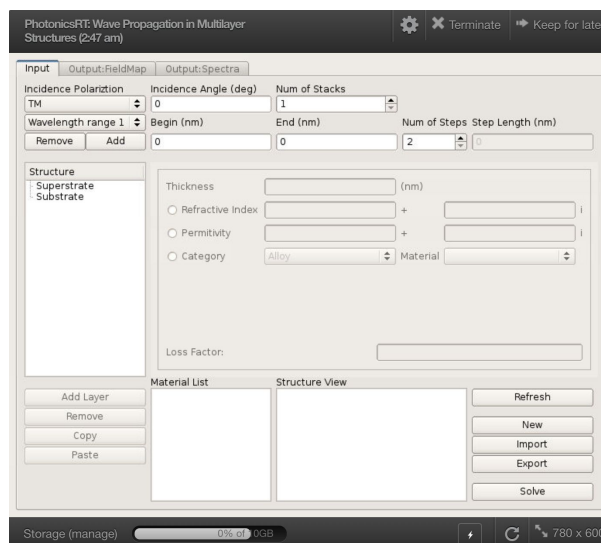 PhotonicsRT: Wave Propagation in Multilayer
Structures (2:47 am)
Terminate
Keep for late
Input
Output:FieldMap
Output:Spectra
Incidence Polariztion
Incidence Angle (deg)
Num of Stacks
TM
0
1
Wavelength range 1
Begin (nm)
End (nm)
Num of Steps
Step Length (nm)
Remove
Add
0
0
2
0
Structure
Superstrate
Substrate
Thickness
(nm)
Refractive Index
+
i
Permitivity
+
i
Category
Alloy
Material
Loss Factor:
Material List
Structure View
Add Layer
Remove
Copy
Paste
Refresh
New
Import
Export
Solve
Storage (manage)
0% of 10GB
780 x 600